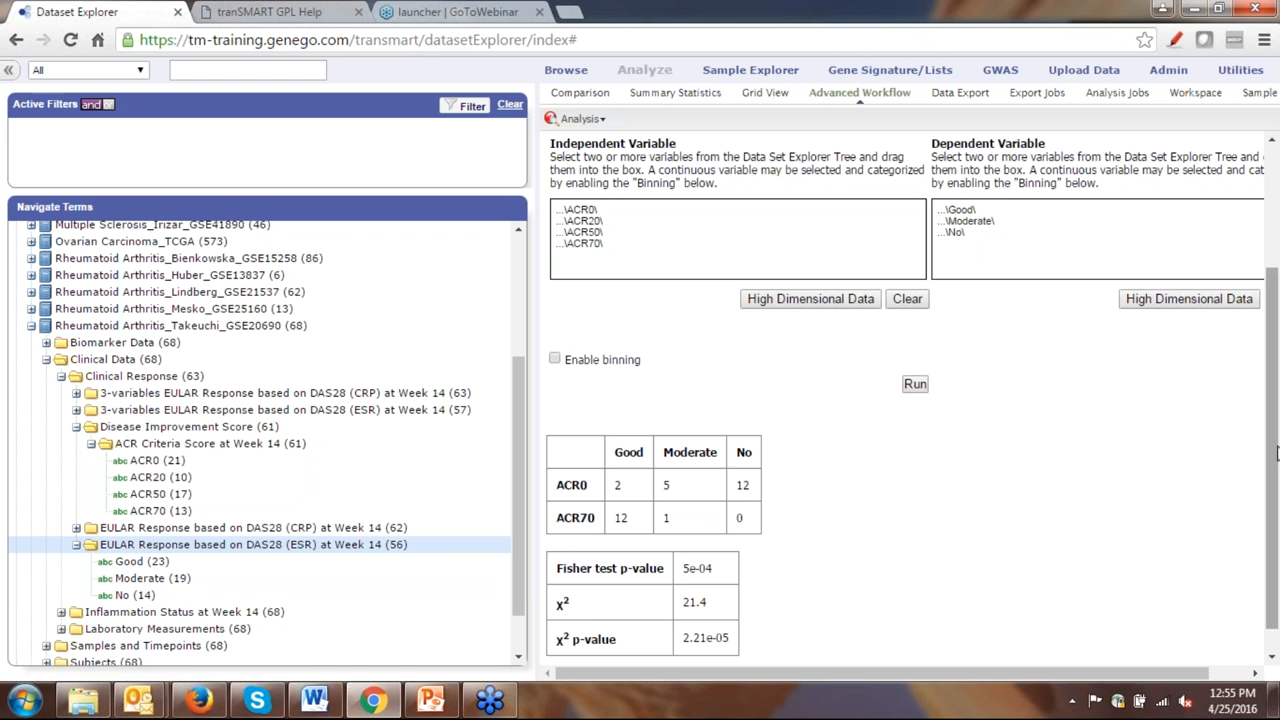 Dataset Explorer
tranSMART GPL Help
launcher | GoToWebinar
https://tm-training.genego.com/transmart/datasetExplorer/index#
All
Browse Analyze Sample Explorer Gene Signature/Lists GWAS Upload Data Admin Utilities
Comparison Summary Statistics Grid View Advanced Workflow Data Export Export Jobs Analysis Jobs Workspace Sample
Active Filters and or Filter Clear
Analysis
Navigate Terms
Multiple Sclerosis_Irizar_GSE41890 (46)
Ovarian Carcinoma_TCGA (573)
Rheumatoid Arthritis_Bienkowska_GSE15258 (86)
Rheumatoid Arthritis_Huber_GSE13837 (6)
Rheumatoid Arthritis_Lindberg_GSE21537 (62)
Rheumatoid Arthritis_Mesko_GSE25160 (13)
Rheumatoid Arthritis_Takeuchi_GSE20690 (68)
Biomarker Data (68)
Clinical Data (68)
Clinical Response (63)
3-variables EULAR Response based on DAS28 (CRP) at Week 14 (63)
3-variables EULAR Response based on DAS28 (ESR) at Week 14 (57)
Disease Improvement Score (61)
ACR Criteria Score at Week 14 (61)
ACR0 (21)
ACR20 (10)
ACR50 (17)
ACR70 (13)
EULAR Response based on DAS28 (CRP) at Week 14 (62)
EULAR Response based on DAS28 (ESR) at Week 14 (56)
Good (23)
Moderate (19)
No (14)
Inflammation Status at Week 14 (68)
Laboratory Measurements (68)
Samples and Timepoints (68)
Subjects (68)
Independent Variable
Select two or more variables from the Data Set Explorer Tree and drag
them into the box. A continuous variable may be selected and categorized
by enabling the "Binning" below.
...\ACR0\
...\ACR20\
...\ACR50\
...\ACR70\
High Dimensional Data Clear
Dependent Variable
Select two or more variables from the Data Set Explorer Tree and
them into the box. A continuous variable may be selected and cat
by enabling the "Binning" below.
...\Good\
...\Moderate\
...\No\
High Dimensional Data
Enable binning
Run
Good Moderate No
ACR0 2 5 12
ACR70 12 1 0
Fisher test p-value 5e-04
χ² 21.4
χ² p-value 2.21e-05
12:55 PM
4/25/2016